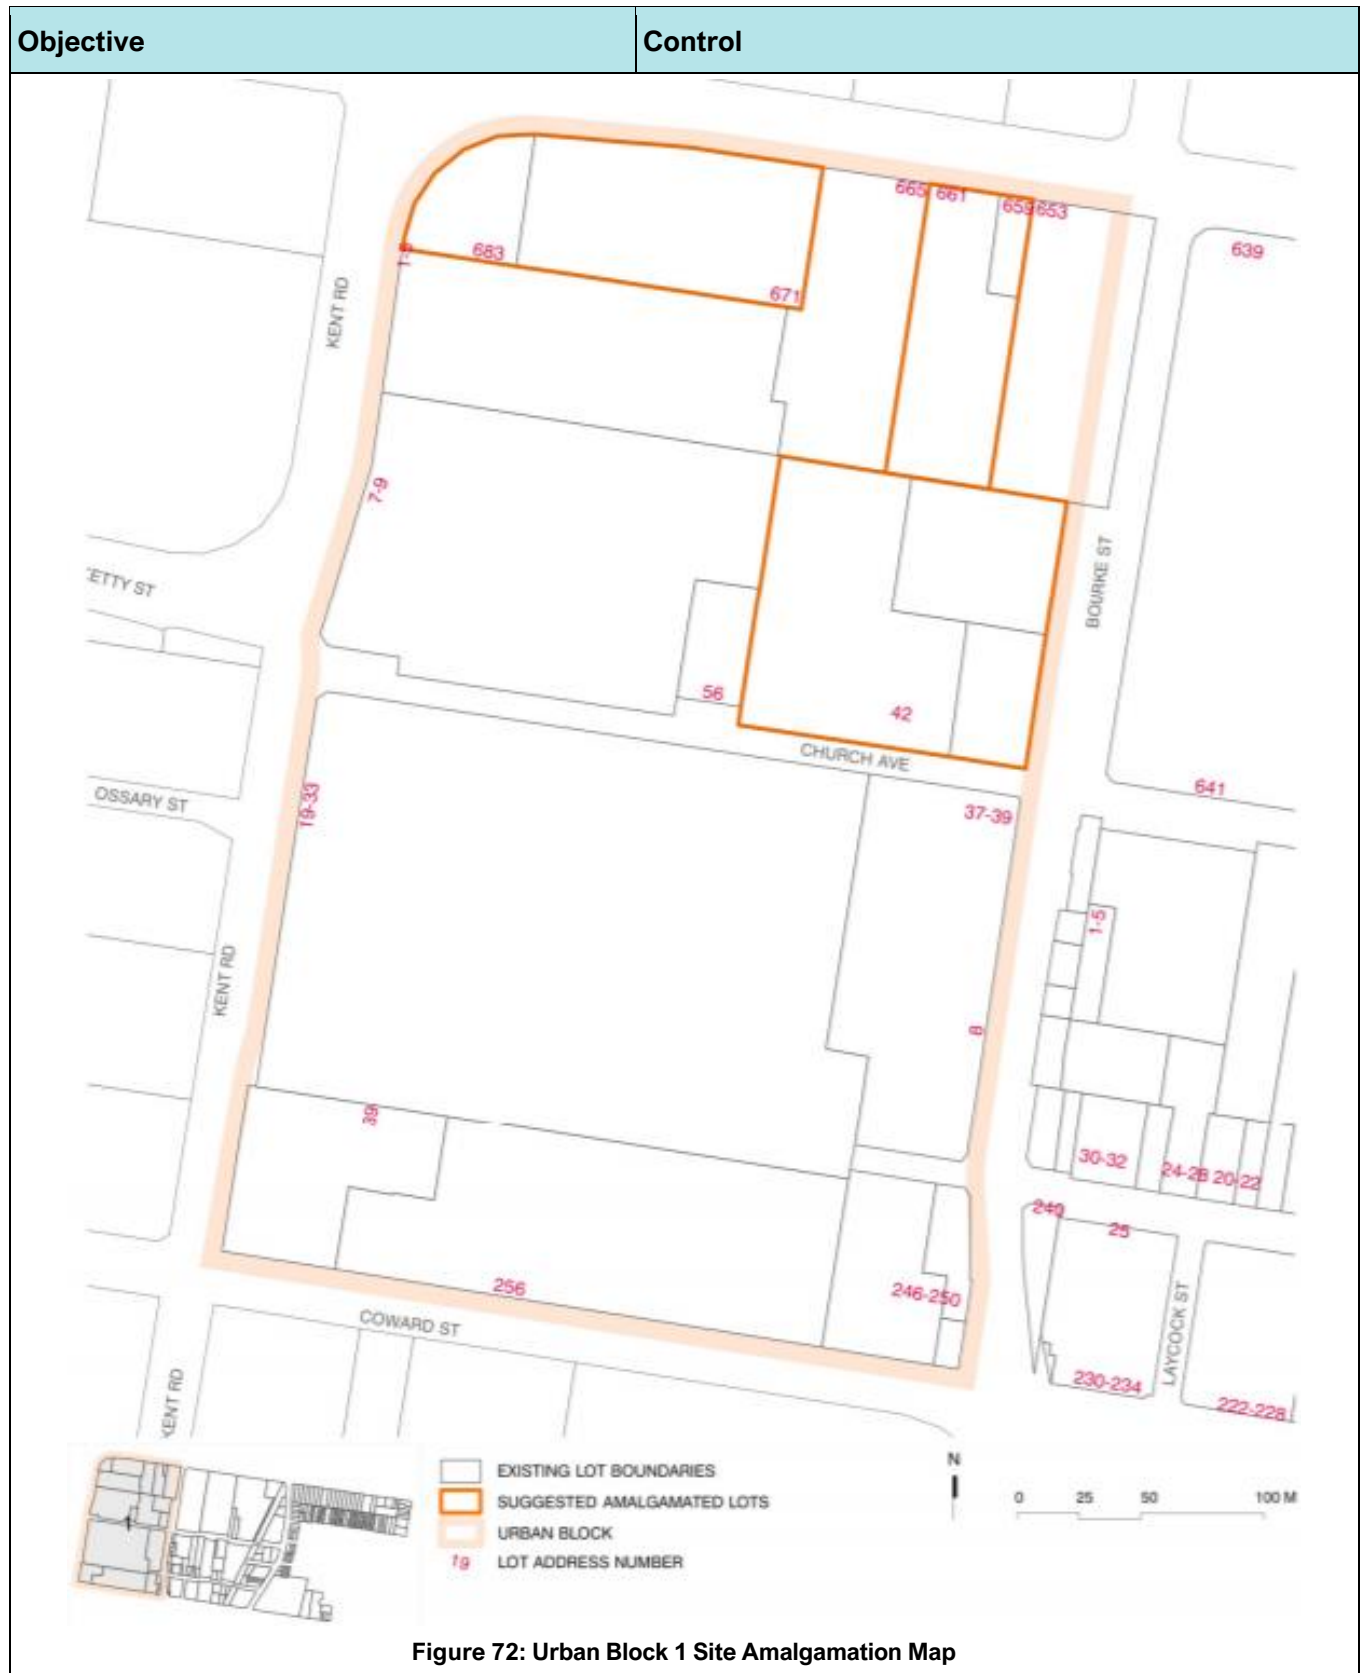 Objective
Control
665 661
659 653
639
1-
683
671
KENT RD
7-9
BOURKE ST
ETTY ST
56
42
CHURCH AVE
641
OSSARY ST
19-33
37-39
1-5
KENT RD
8
39
30-32
24-28 20-22
240
25
256
246-250
COWARD ST
LAYCOCK ST
230-234
222-228
KENT RD
EXISTING LOT BOUNDARIES
SUGGESTED AMALGAMATED LOTS
URBAN BLOCK
19 LOT ADDRESS NUMBER
N
0 25 50 100 M
1
Figure 72: Urban Block 1 Site Amalgamation Map